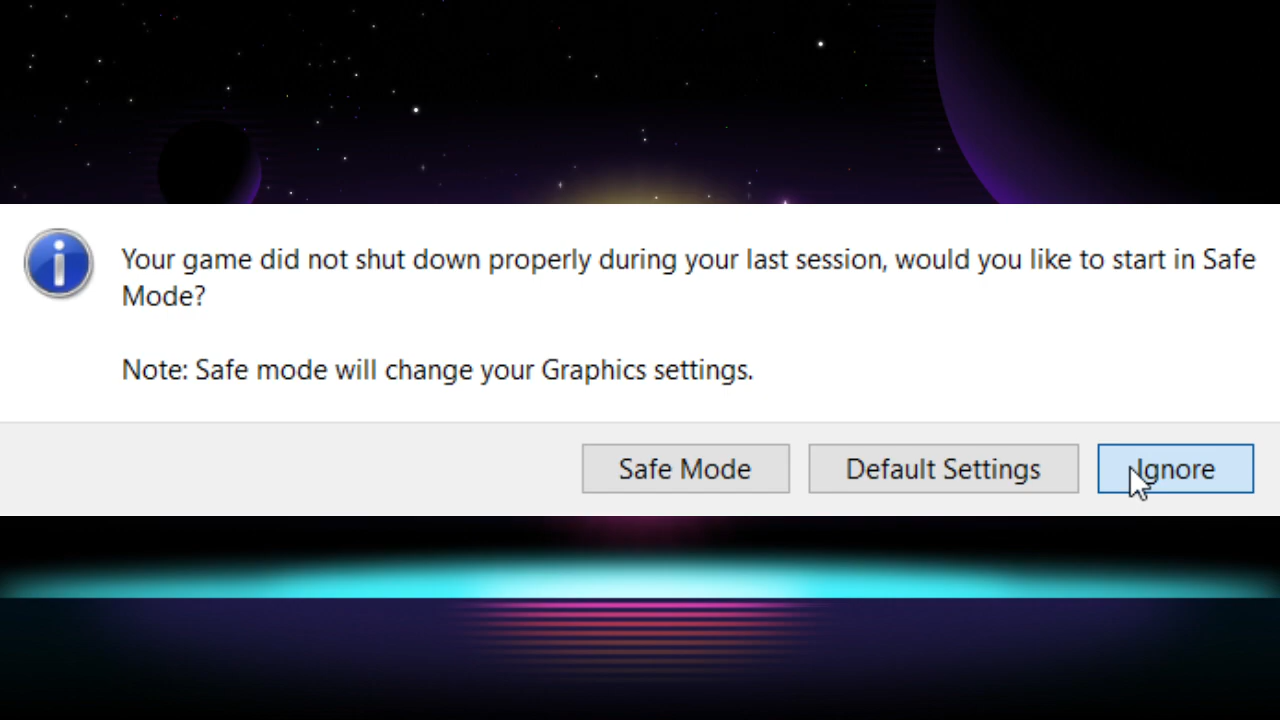 Your game did not shut down properly during your last session, would you like to start in Safe
Mode?
Note: Safe mode will change your Graphics settings.
Safe Mode
Default Settings
Ignore